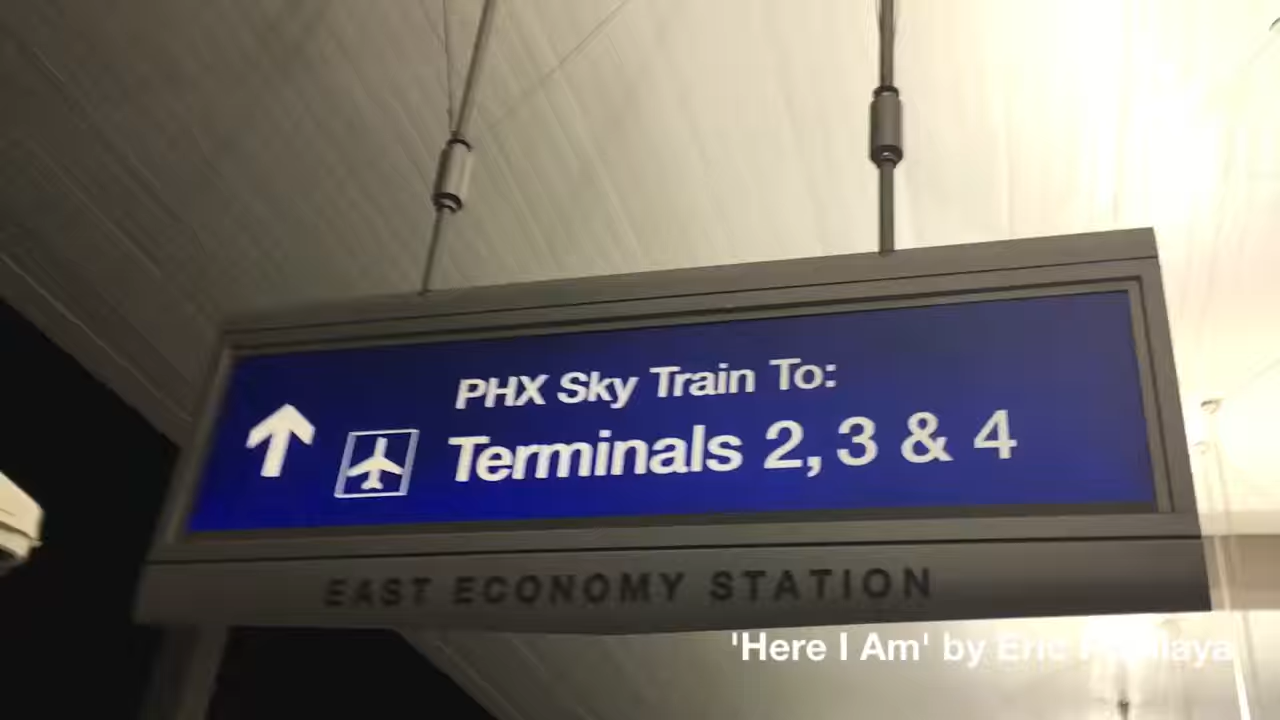 PHX Sky Train To:
Terminals 2, 3 & 4
EAST ECONOMY STATION
'Here I Am' by Eric